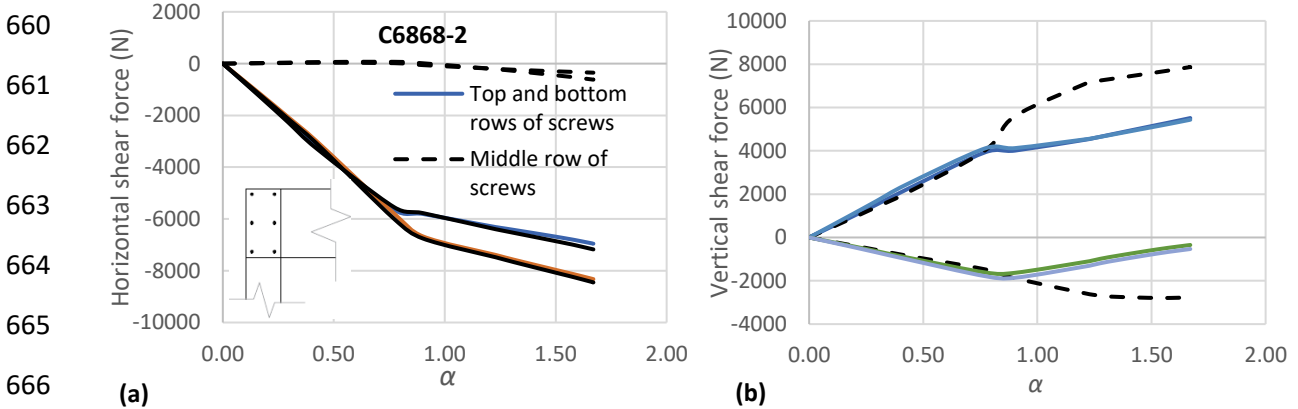 660
661
662
663
664
665
666
C6868-2
Horizontal shear force (N)
2000
0
-2000
-4000
-6000
-8000
-10000
0.00 0.50 1.00 1.50 2.00
α
Top and bottom
rows of screws
Middle row of
screws
(a)
Vertical shear force (N)
10000
8000
6000
4000
2000
0
-2000
-4000
0.00 0.50 1.00 1.50 2.00
α
(b)